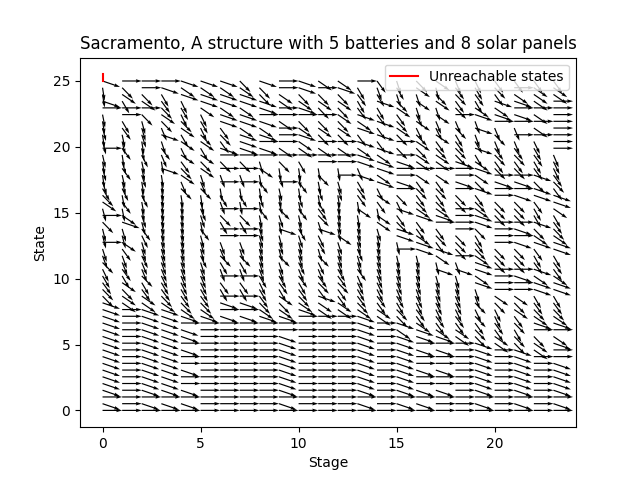 Sacramento, A structure with 5 batteries and 8 solar panels
Unreachable states
25
20
15
10
5
0
State
0 5 10 15 20
Stage